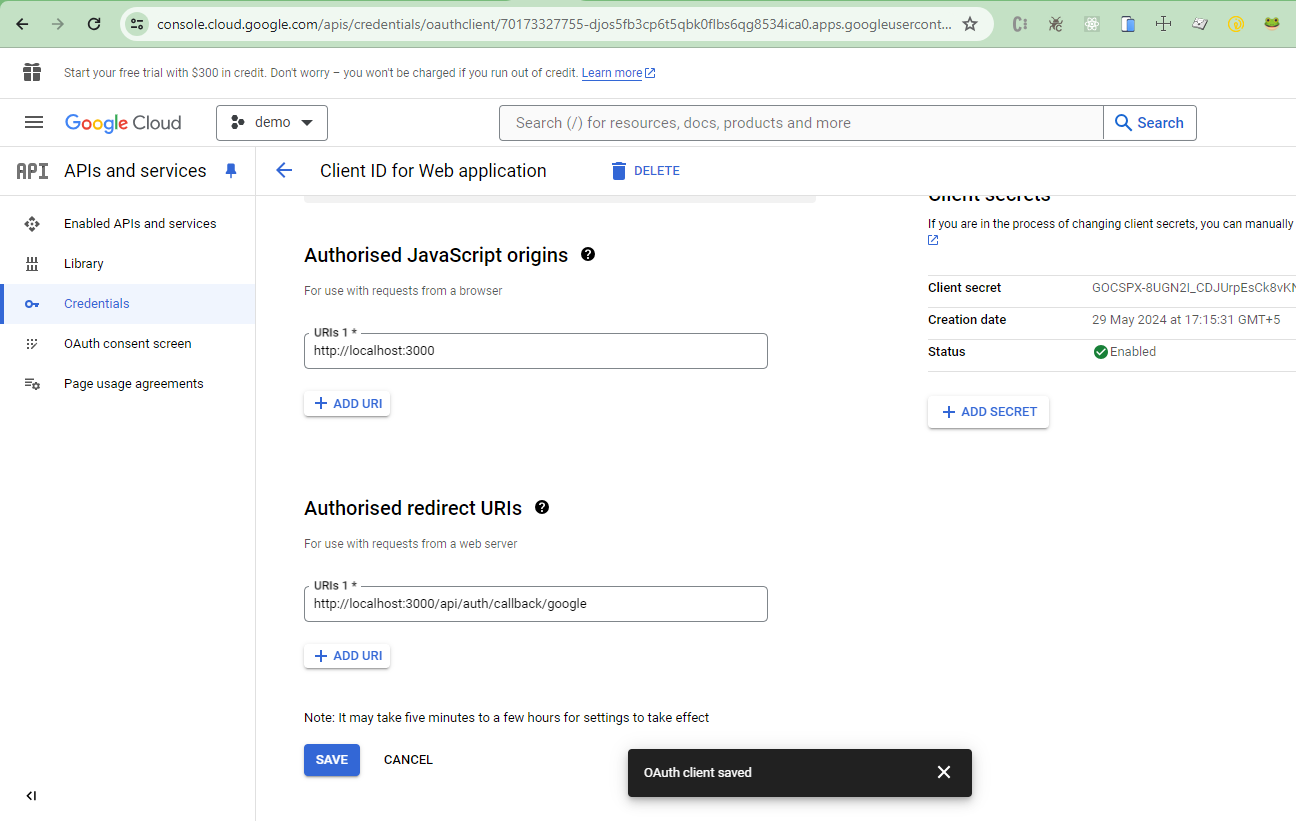 console.cloud.google.com/apis/credentials/oauthclient/70173327755-djos5fb3cp6t5qbk0flbs6qg8534ica0.apps.googleusercont...
Start your free trial with $300 in credit. Don't worry – you won't be charged if you run out of credit. Learn more
Google Cloud
demo
Search (/) for resources, docs, products and more
Search
API
APIs and services
Client ID for Web application
DELETE
Enabled APIs and services
Library
Credentials
OAuth consent screen
Page usage agreements
Authorised JavaScript origins
For use with requests from a browser
URIs 1 *
http://localhost:3000
+ ADD URI
Authorised redirect URIs
For use with requests from a web server
URIs 1 *
http://localhost:3000/api/auth/callback/google
+ ADD URI
Note: It may take five minutes to a few hours for settings to take effect
SAVE
CANCEL
Client secrets
If you are in the process of changing client secrets, you can manually
Client secret
GOCSPX-8UGN2I_CDJUrpEsCk8vKN
Creation date
29 May 2024 at 17:15:31 GMT+5
Status
Enabled
+ ADD SECRET
OAuth client saved